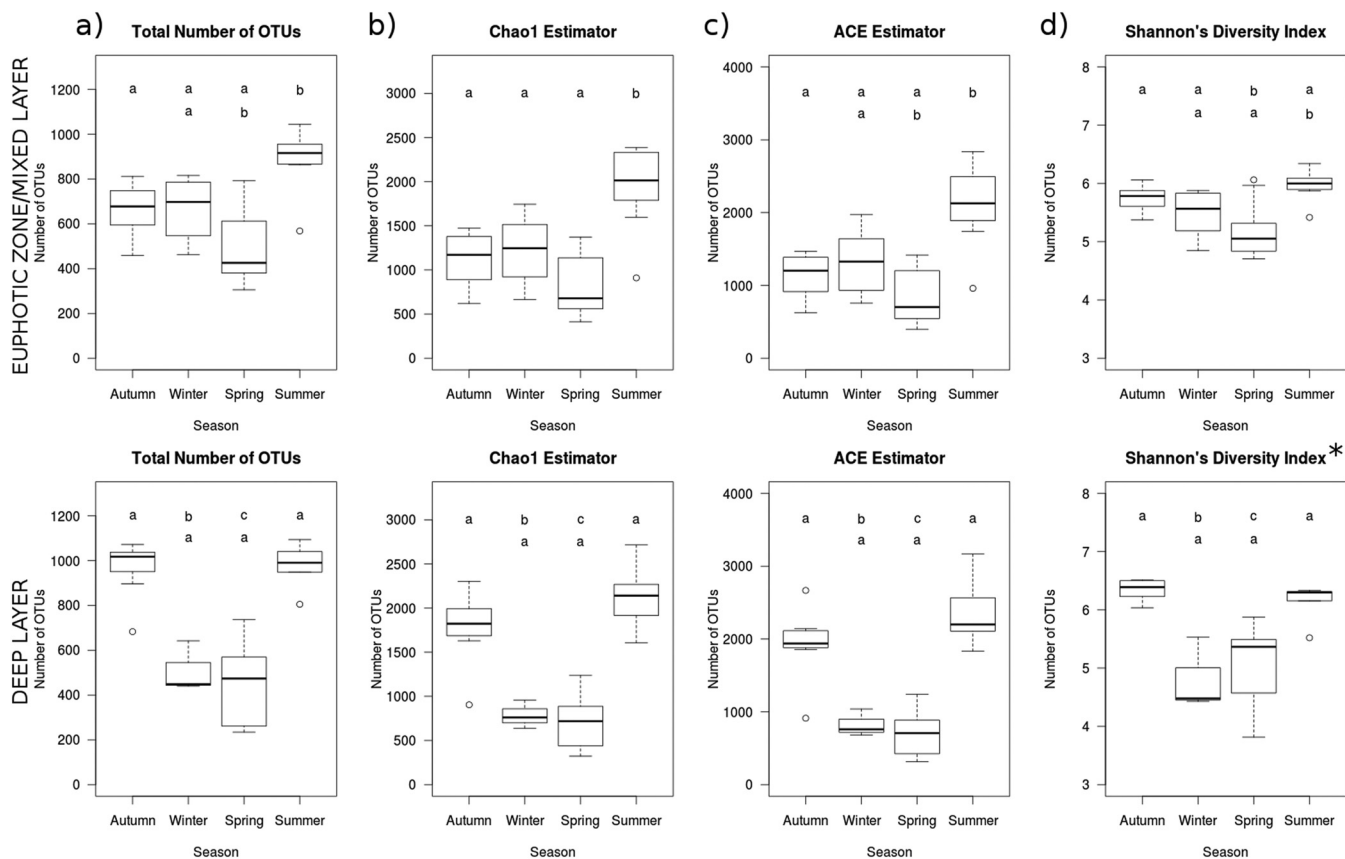 a)
Total Number of OTUs
b)
Chao1 Estimator
c)
ACE Estimator
d)
Shannon's Diversity Index
EUPHOTIC ZONE/MIXED LAYER
Number of OTUs
1200
1000
800
600
400
200
0
a a a b
a b
Autumn Winter Spring Summer
Season
Number of OTUs
3000
2500
2000
1500
1000
500
0
a a a b
Autumn Winter Spring Summer
Season
Number of OTUs
4000
3000
2000
1000
0
a a a b
a b
Autumn Winter Spring Summer
Season
Number of OTUs
8
7
6
5
4
3
a a b a
a a b
Autumn Winter Spring Summer
Season
Total Number of OTUs
Chao1 Estimator
ACE Estimator
Shannon's Diversity Index*
DEEP LAYER
Number of OTUs
1200
1000
800
600
400
200
0
a b c a
a a
Autumn Winter Spring Summer
Season
Number of OTUs
3000
2500
2000
1500
1000
500
0
a b c a
a a
Autumn Winter Spring Summer
Season
Number of OTUs
4000
3000
2000
1000
0
a b c a
a a
Autumn Winter Spring Summer
Season
Number of OTUs
8
7
6
5
4
3
a b c a
a a
Autumn Winter Spring Summer
Season